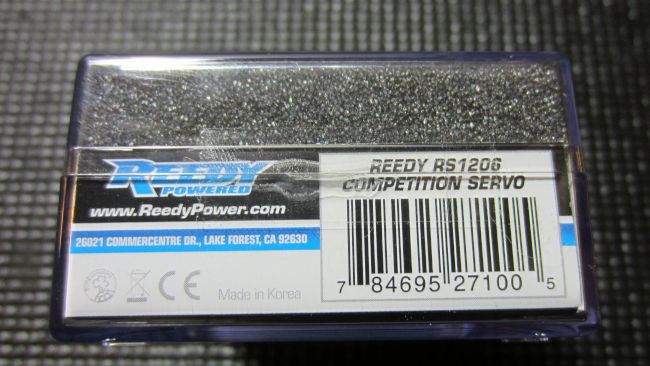 REEDY
POWERED
www.ReedyPower.com
26021 COMMERCENTRE DR., LAKE FOREST, CA 92630
CE
Made in Korea
REEDY RS1206
COMPETITION SERVO
7 84695 27100 5